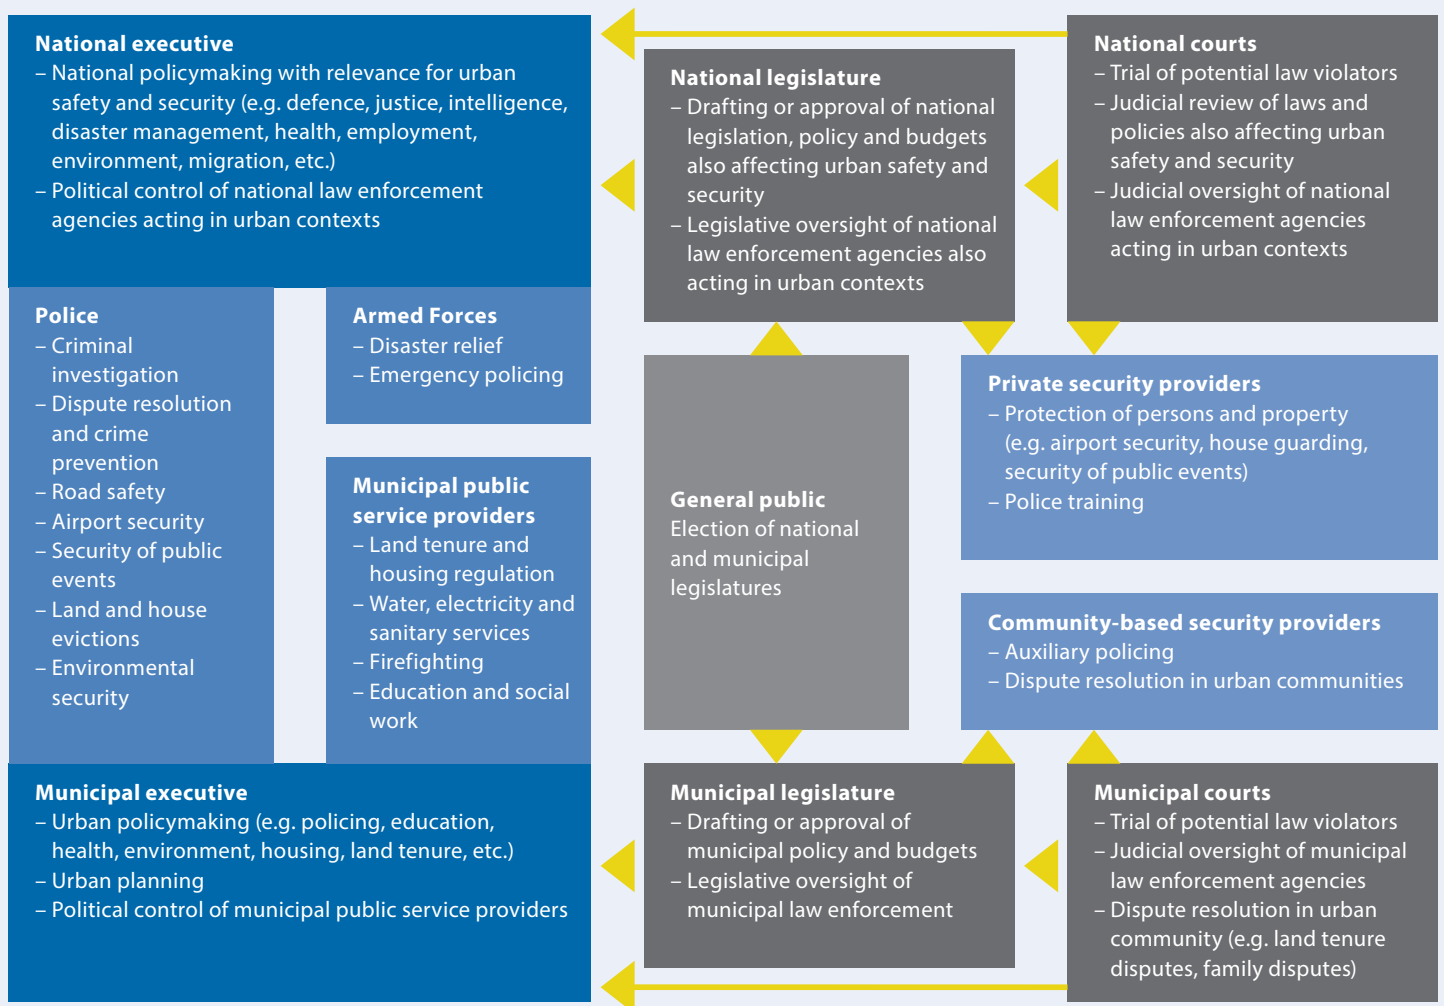 National executive
– National policymaking with relevance for urban
safety and security (e.g. defence, justice, intelligence,
disaster management, health, employment,
environment, migration, etc.)
– Political control of national law enforcement
agencies acting in urban contexts
National legislature
– Drafting or approval of national
legislation, policy and budgets
also affecting urban safety and
security
– Legislative oversight of national
law enforcement agencies also
acting in urban contexts
National courts
– Trial of potential law violators
– Judicial review of laws and
policies also affecting urban
safety and security
– Judicial oversight of national
law enforcement agencies
acting in urban contexts
Police
– Criminal
investigation
– Dispute resolution
and crime
prevention
– Road safety
– Airport security
– Security of public
events
– Land and house
evictions
– Environmental
security
Armed Forces
– Disaster relief
– Emergency policing
Municipal public
service providers
– Land tenure and
housing regulation
– Water, electricity and
sanitary services
– Firefighting
– Education and social
work
General public
Election of national
and municipal
legislatures
Private security providers
– Protection of persons and property
(e.g. airport security, house guarding,
security of public events)
– Police training
Community-based security providers
– Auxiliary policing
– Dispute resolution in urban communities
Municipal executive
– Urban policymaking (e.g. policing, education,
health, environment, housing, land tenure, etc.)
– Urban planning
– Political control of municipal public service providers
Municipal legislature
– Drafting or approval of
municipal policy and budgets
– Legislative oversight of
municipal law enforcement
Municipal courts
– Trial of potential law violators
– Judicial oversight of municipal
law enforcement agencies
– Dispute resolution in urban
community (e.g. land tenure
disputes, family disputes)